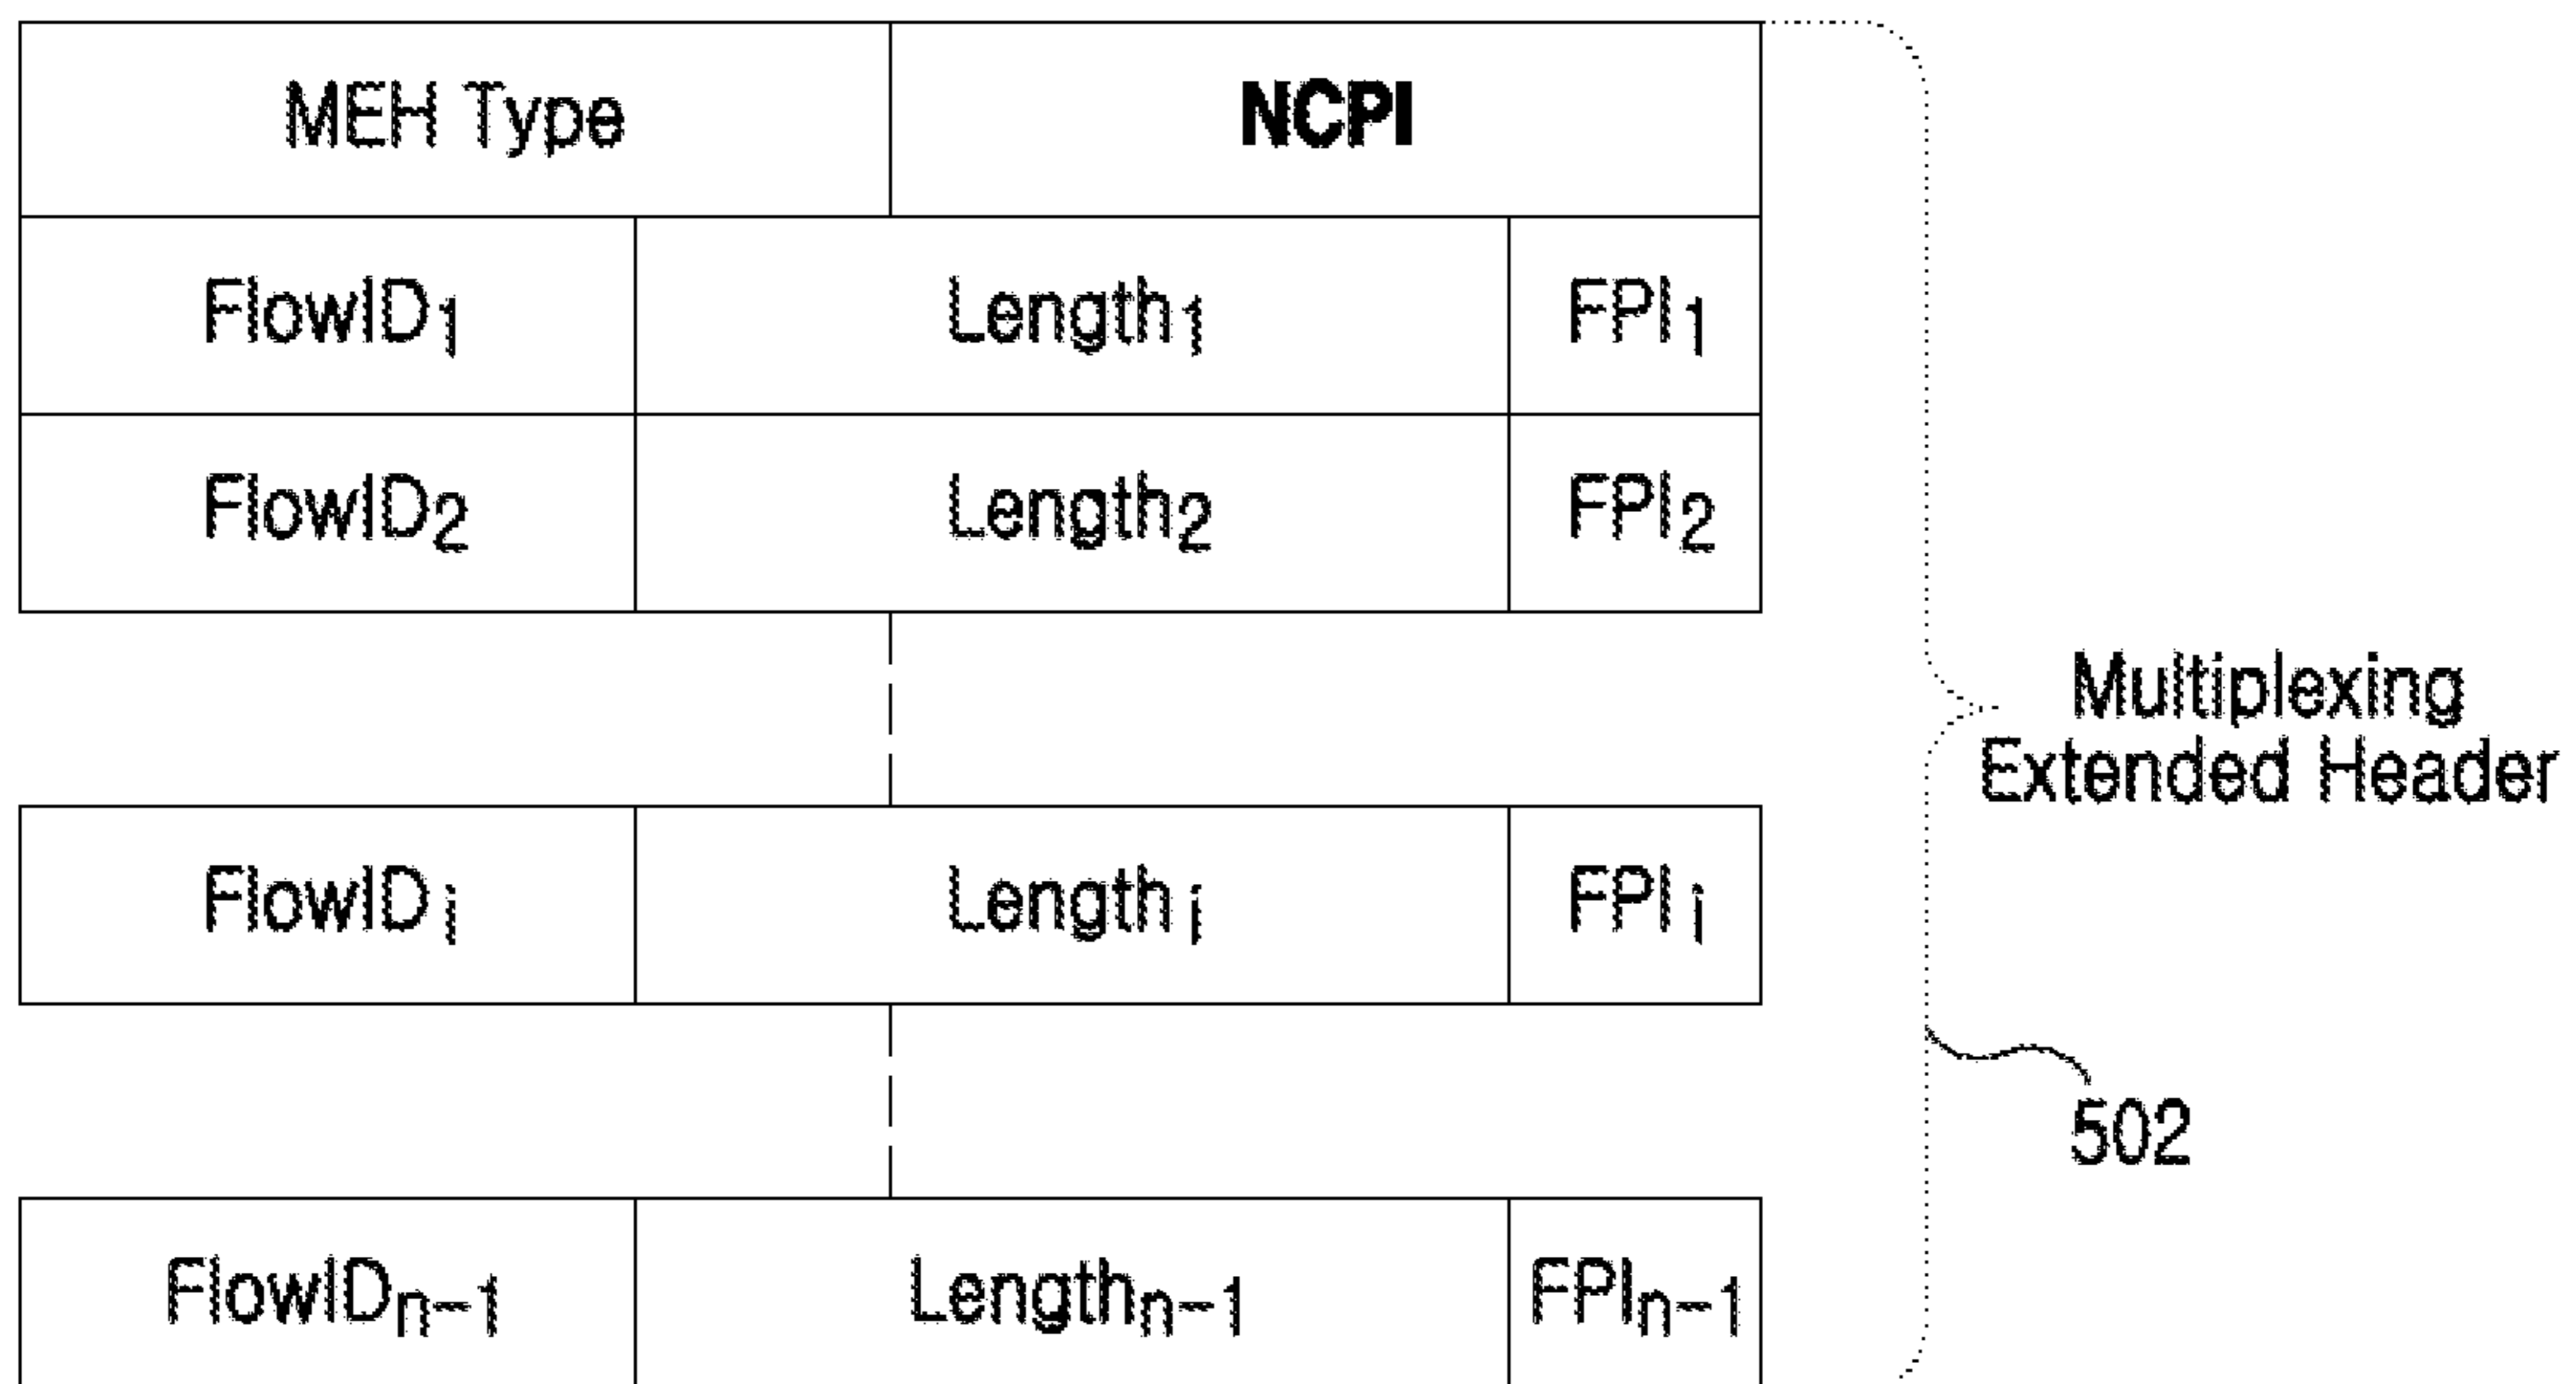 MEH Type NCPI
FlowID1 Length1 FPI1
FlowID2 Length2 FPI2
FlowIDi Lengthi FPIi
FlowIDn-1 Lengthn-1 FPIn-1
Multiplexing
Extended Header
502